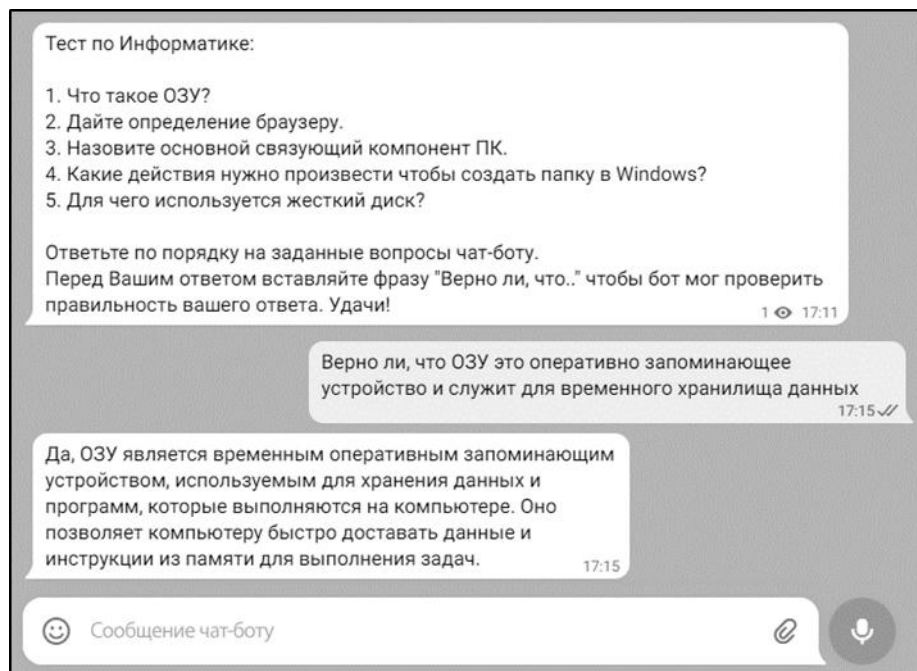 Тест по Информатике:
1. Что такое ОЗУ?
2. Дайте определение браузеру.
3. Назовите основной связующий компонент ПК.
4. Какие действия нужно произвести чтобы создать папку в Windows?
5. Для чего используется жесткий диск?
Ответьте по порядку на заданные вопросы чат-боту.
Перед Вашим ответом вставляйте фразу "Верно ли, что.." чтобы бот мог проверить
правильность вашего ответа. Удачи!
1 17:11
Верно ли, что ОЗУ это оперативно запоминающее
устройство и служит для временного хранилища данных
17:15
Да, ОЗУ является временным оперативным запоминающим
устройством, используемым для хранения данных и
программ, которые выполняются на компьютере. Оно
позволяет компьютеру быстро доставать данные и
инструкции из памяти для выполнения задач.
17:15
Сообщение чат-боту